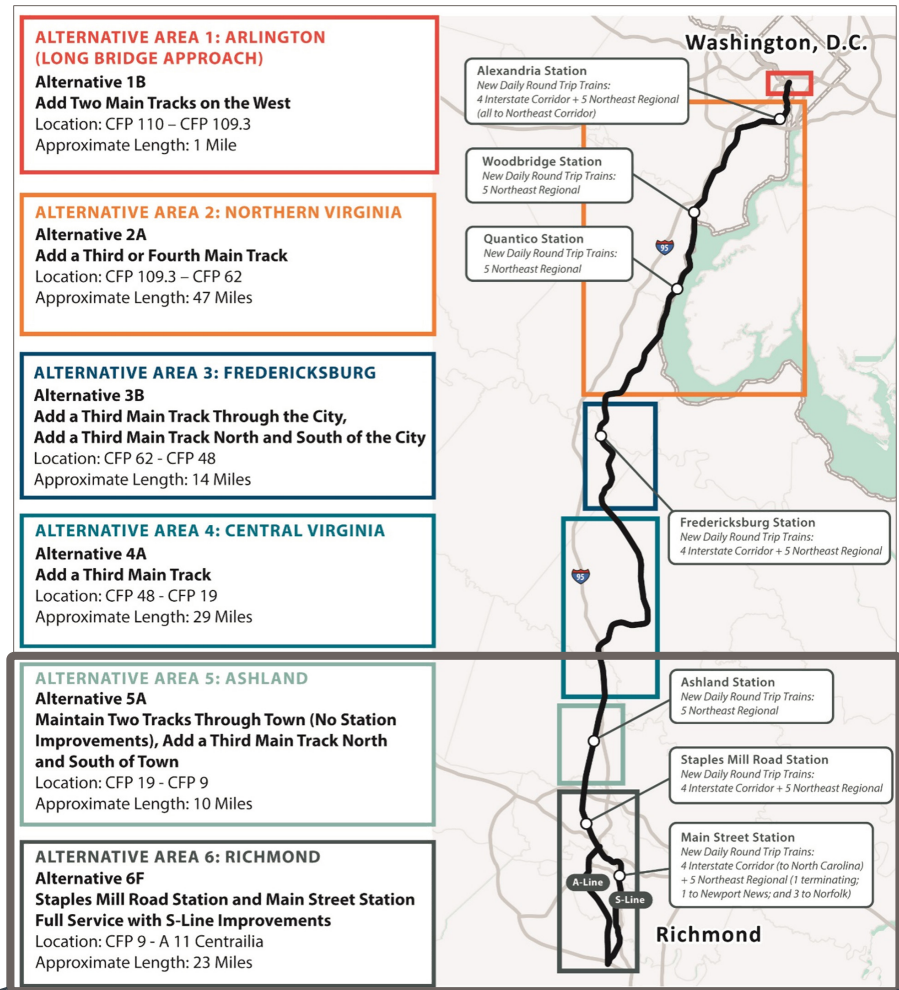 ALTERNATIVE AREA 1: ARLINGTON
(LONG BRIDGE APPROACH)
Alternative 1B
Add Two Main Tracks on the West
Location: CFP 110 – CFP 109.3
Approximate Length: 1 Mile
ALTERNATIVE AREA 2: NORTHERN VIRGINIA
Alternative 2A
Add a Third or Fourth Main Track
Location: CFP 109.3 – CFP 62
Approximate Length: 47 Miles
ALTERNATIVE AREA 3: FREDERICKSBURG
Alternative 3B
Add a Third Main Track Through the City,
Add a Third Main Track North and South of the City
Location: CFP 62 - CFP 48
Approximate Length: 14 Miles
ALTERNATIVE AREA 4: CENTRAL VIRGINIA
Alternative 4A
Add a Third Main Track
Location: CFP 48 - CFP 19
Approximate Length: 29 Miles
ALTERNATIVE AREA 5: ASHLAND
Alternative 5A
Maintain Two Tracks Through Town (No Station
Improvements), Add a Third Main Track North
and South of Town
Location: CFP 19 - CFP 9
Approximate Length: 10 Miles
ALTERNATIVE AREA 6: RICHMOND
Alternative 6F
Staples Mill Road Station and Main Street Station
Full Service with S-Line Improvements
Location: CFP 9 - A 11 Centrailia
Approximate Length: 23 Miles
Washington, D.C.
Alexandria Station
New Daily Round Trip Trains:
4 Interstate Corridor + 5 Northeast Regional
(all to Northeast Corridor)
Woodbridge Station
New Daily Round Trip Trains:
5 Northeast Regional
Quantico Station
New Daily Round Trip Trains:
5 Northeast Regional
95
Fredericksburg Station
New Daily Round Trip Trains:
4 Interstate Corridor + 5 Northeast Regional
95
Ashland Station
New Daily Round Trip Trains:
5 Northeast Regional
Staples Mill Road Station
New Daily Round Trip Trains:
4 Interstate Corridor + 5 Northeast Regional
Main Street Station
New Daily Round Trip Trains:
4 Interstate Corridor (to North Carolina)
+ 5 Northeast Regional (1 terminating;
1 to Newport News; and 3 to Norfolk)
A-Line
S-Line
Richmond